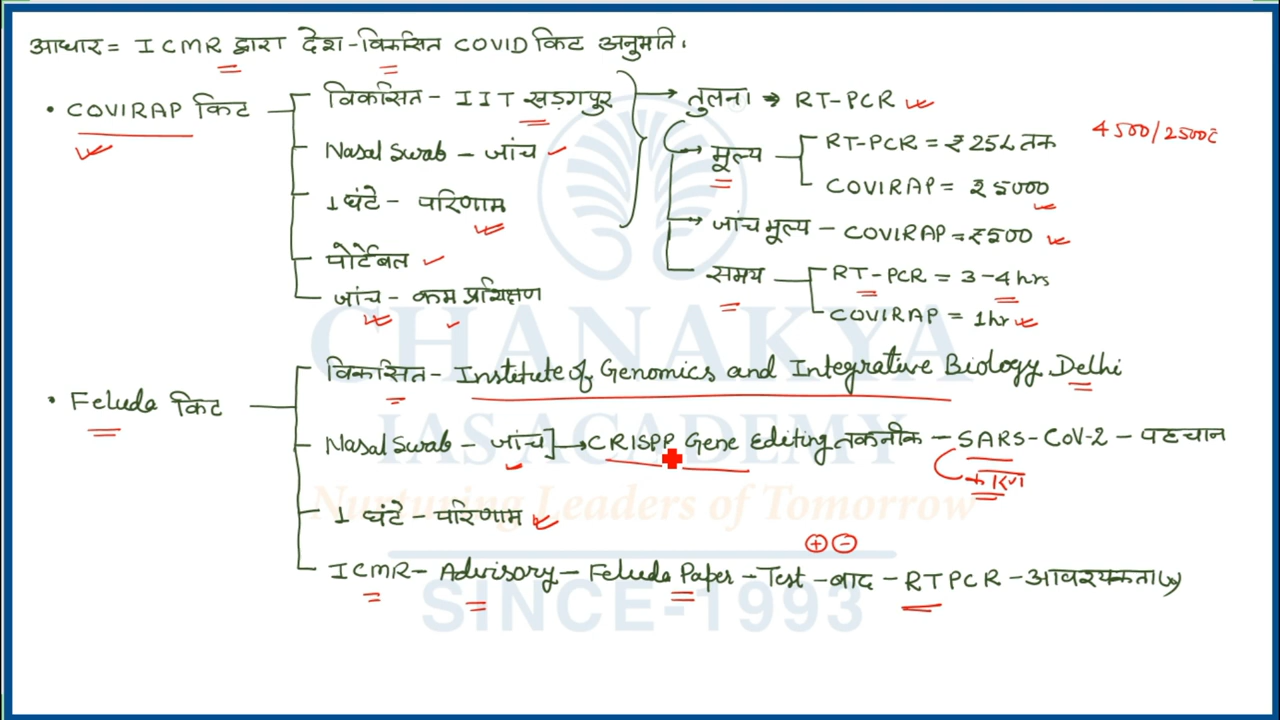 आधार = ICMR द्वारा देश-विकसित COVID किट अनुमति।
• COVIRAP किट
विकसित - IIT खड़गपुर
Nasal Swab - जांच
1 घंटे - परिणाम
पोर्टेबल
जांच - कम प्रशिक्षण
तुलना → RT-PCR
मूल्य
RT-PCR = ₹25L तक
COVIRAP = ₹5000
4500/2500
जांच मूल्य - COVIRAP = ₹500
समय
RT-PCR = 3-4 hrs
COVIRAP = 1hr
• Feluda किट
विकसित - Institute of Genomics and Integrative Biology Delhi
Nasal Swab - जांच] → CRISPP Gene Editing तकनीक - SARS-CoV-2 - पहचान
1 घंटे - परिणाम
+ -
ICMR - Advisory - Feluda Paper - Test - बाद - RTPCR - आवश्यकता (x)
CHANAKYA
IAS ACADEMY
Nurturing Leaders of Tomorrow
SINCE-1993